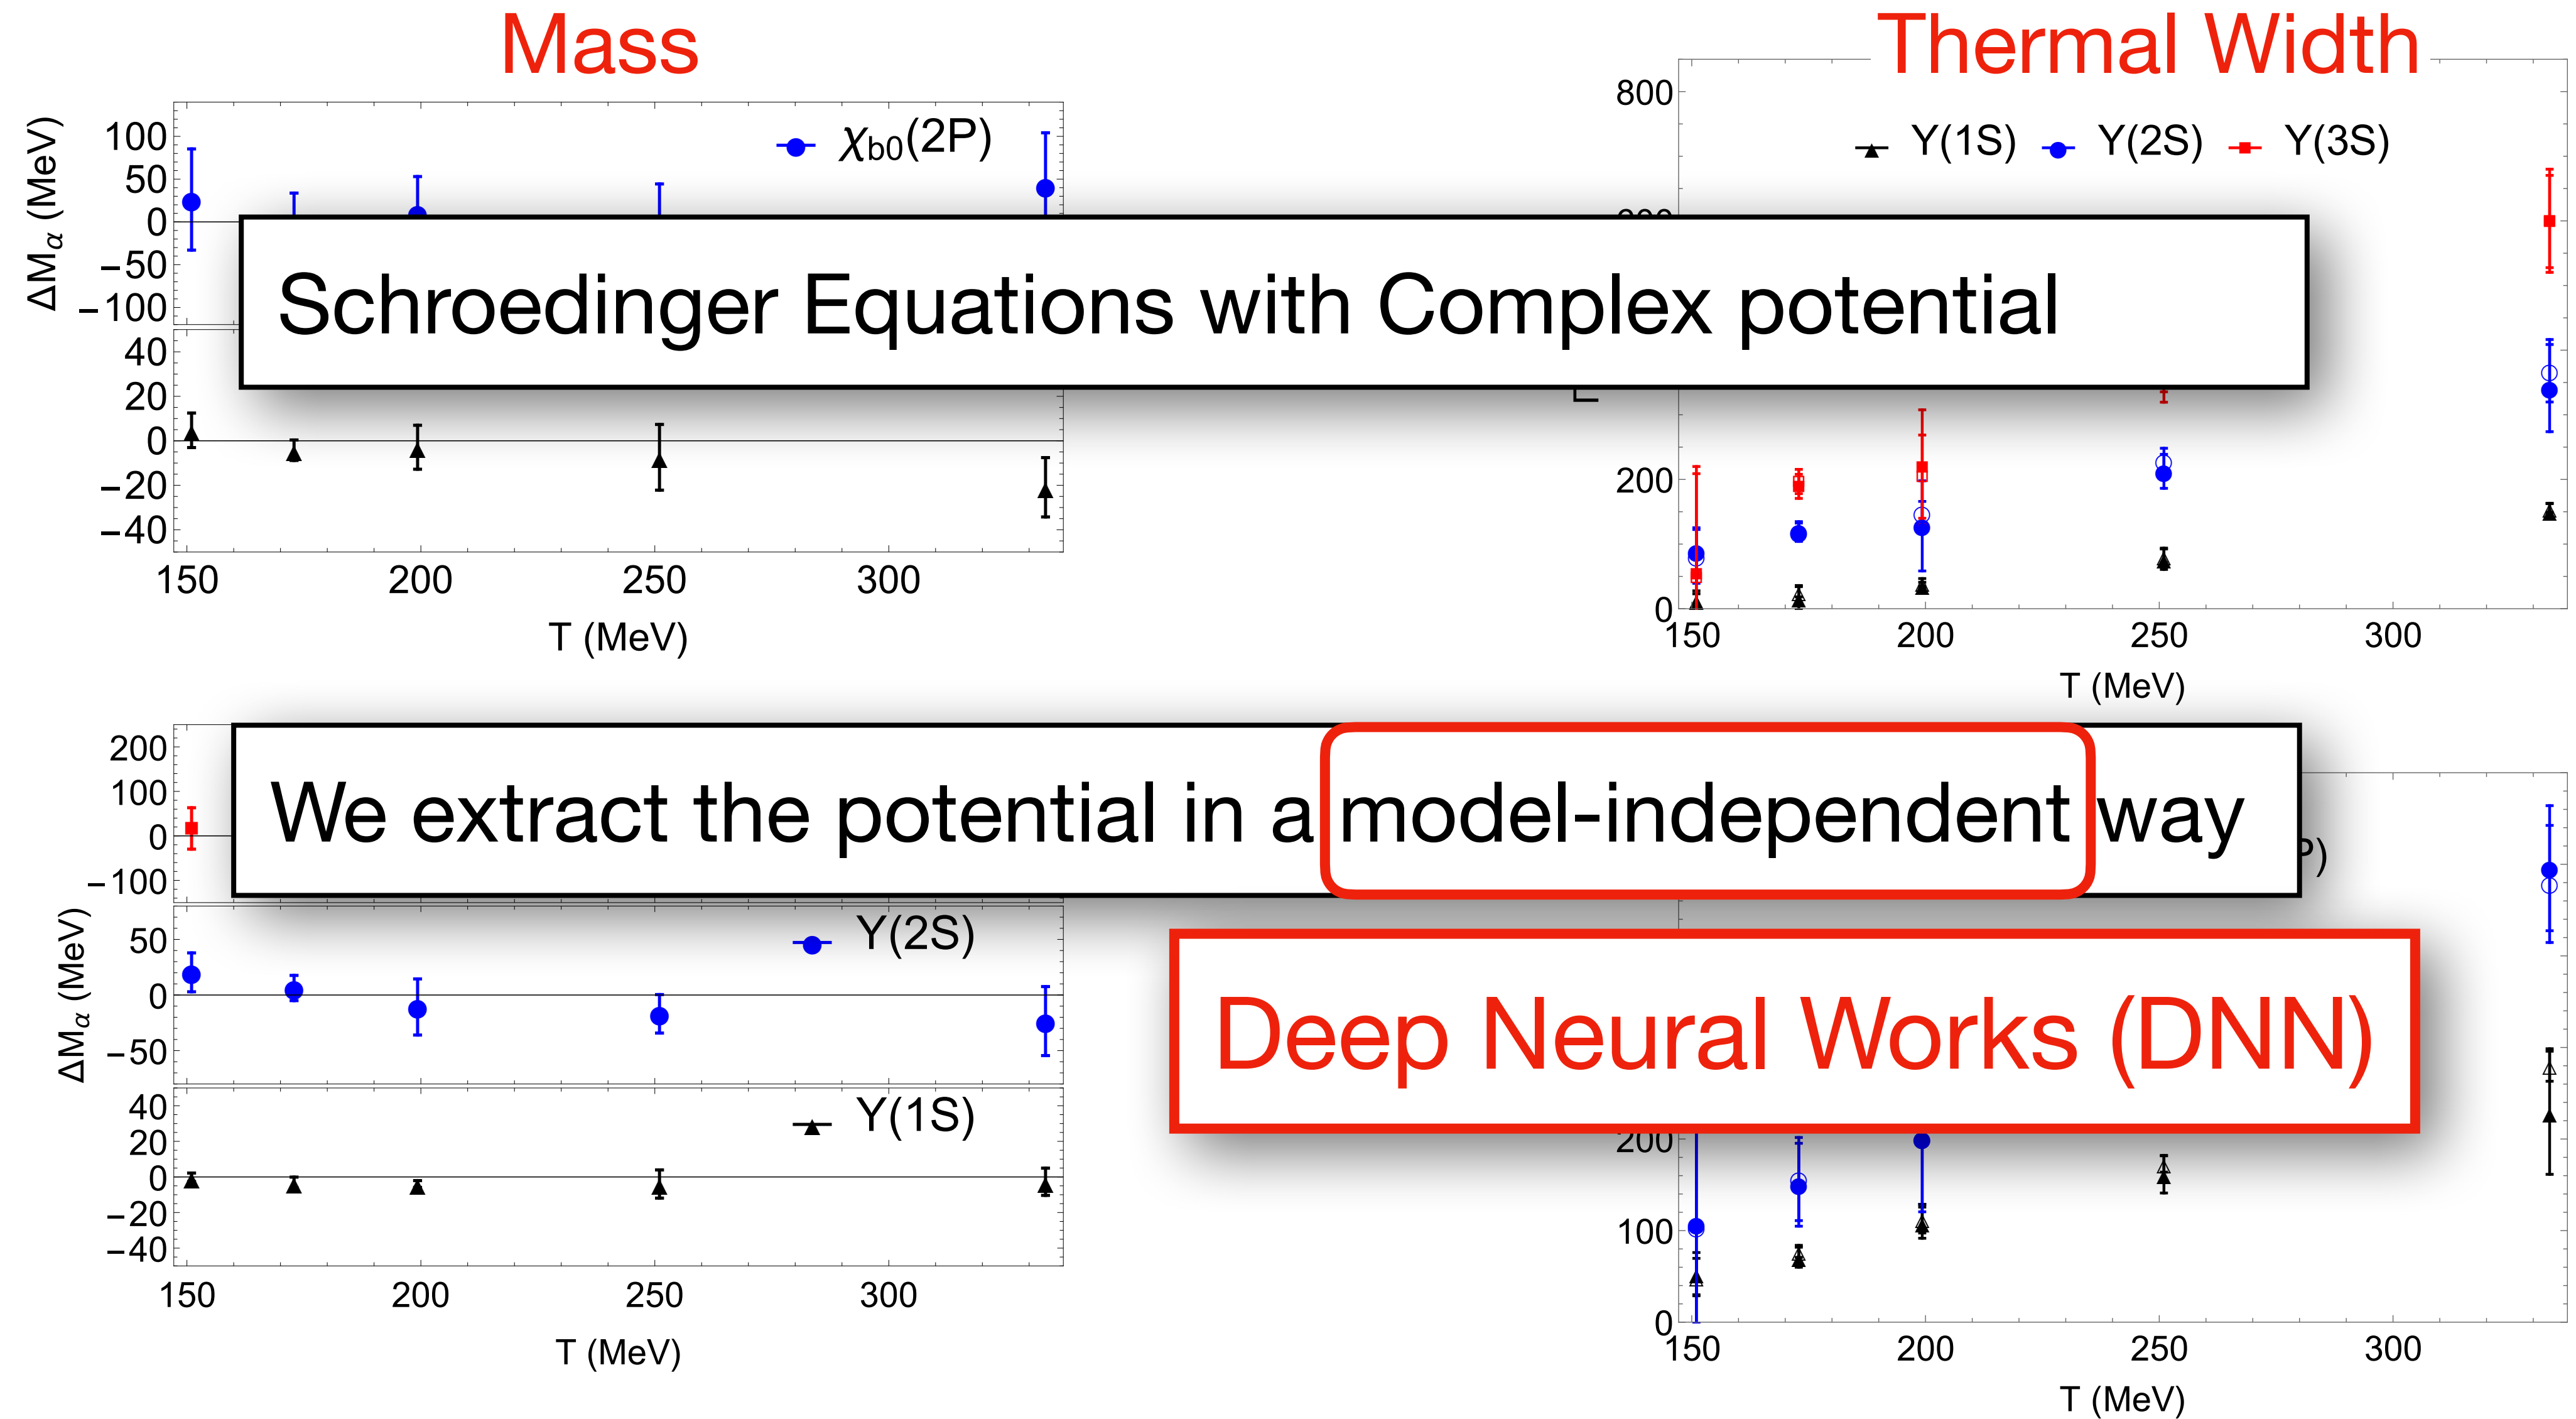 Mass
Thermal Width
ΔMα (MeV)
100
50
0
−50
−100
χb0(2P)
40
20
0
−20
−40
150 200 250 300
T (MeV)
800
Υ(1S) Υ(2S) Υ(3S)
200
0
150 200 250 300
T (MeV)
Schroedinger Equations with Complex potential
We extract the potential in a model-independent way
Deep Neural Works (DNN)
200
100
0
−100
ΔMα (MeV)
50
0
−50
Υ(2S)
40
20
0
−20
−40
Υ(1S)
150 200 250 300
T (MeV)
P)
200
100
0
150 200 250 300
T (MeV)